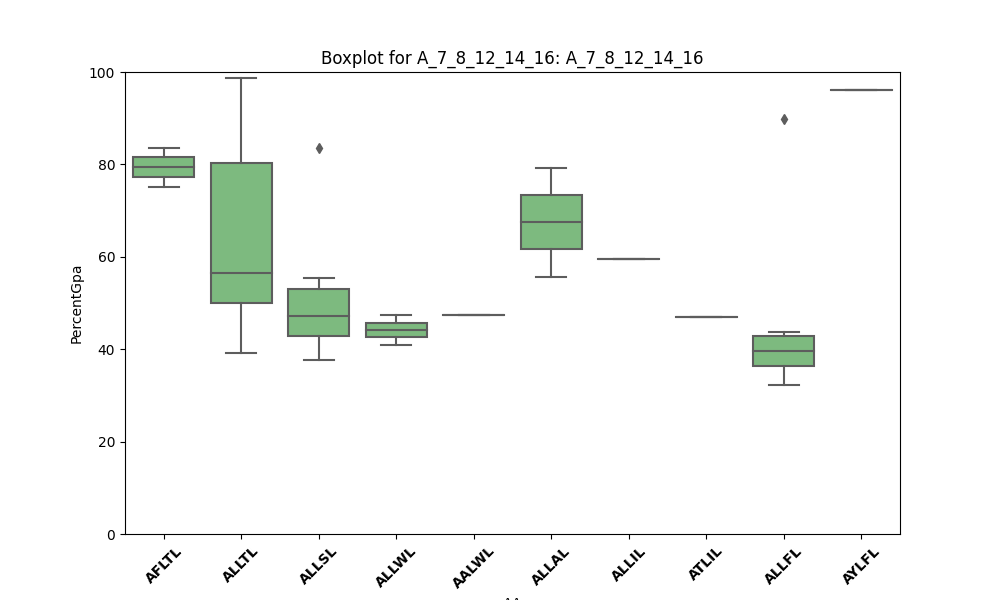 Boxplot for A_7_8_12_14_16: A_7_8_12_14_16
100
80
60
40
20
0
PercentGpa
AFLTL
ALLTL
ALLSL
ALLWL
AALWL
ALLAL
ALLIL
ATLIL
ALLFL
AYLFL